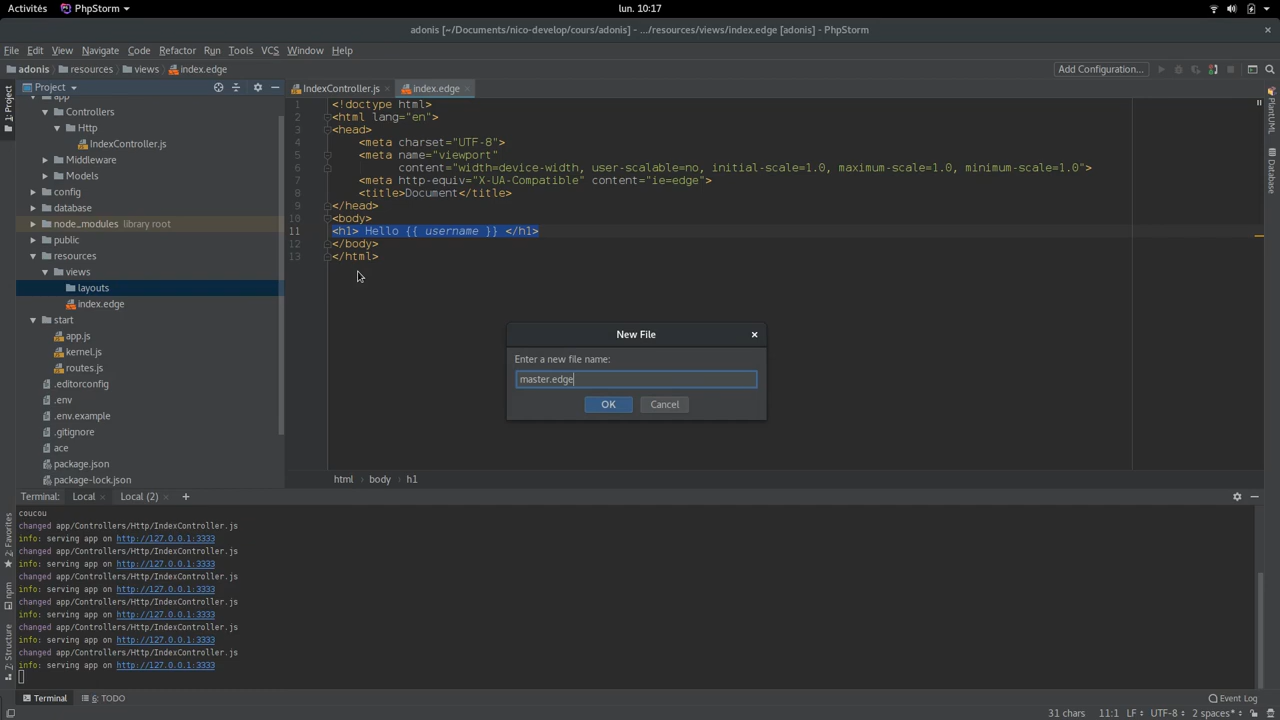 Activités PhpStorm lun. 10:17
adonis [~/Documents/nico-develop/cours/adonis] - .../resources/views/index.edge [adonis] - PhpStorm
File Edit View Navigate Code Refactor Run Tools VCS Window Help
adonis resources views index.edge Add Configuration...
Project IndexController.js index.edge
app
Controllers
Http
IndexController.js
Middleware
Models
config
database
node_modules library root
public
resources
views
layouts
index.edge
start
app.js
kernel.js
routes.js
.editorconfig
.env
.env.example
.gitignore
ace
package.json
package-lock.json
1 <!doctype html>
2 <html lang="en">
3 <head>
4 <meta charset="UTF-8">
5 <meta name="viewport"
6 content="width=device-width, user-scalable=no, initial-scale=1.0, maximum-scale=1.0, minimum-scale=1.0">
7 <meta http-equiv="X-UA-Compatible" content="ie=edge">
8 <title>Document</title>
9 </head>
10 <body>
11 <h1> Hello {{ username }} </h1>
12 </body>
13 </html>
New File
Enter a new file name:
master.edge
OK Cancel
html body h1
1: Project
PlantUML
Database
2: Favorites
npm
7: Structure
Terminal: Local Local (2) +
coucou
changed app/Controllers/Http/IndexController.js
info: serving app on http://127.0.0.1:3333
changed app/Controllers/Http/IndexController.js
info: serving app on http://127.0.0.1:3333
changed app/Controllers/Http/IndexController.js
info: serving app on http://127.0.0.1:3333
changed app/Controllers/Http/IndexController.js
info: serving app on http://127.0.0.1:3333
changed app/Controllers/Http/IndexController.js
info: serving app on http://127.0.0.1:3333
changed app/Controllers/Http/IndexController.js
info: serving app on http://127.0.0.1:3333
Terminal 6: TODO Event Log
31 chars 11:1 LF UTF-8 2 spaces*